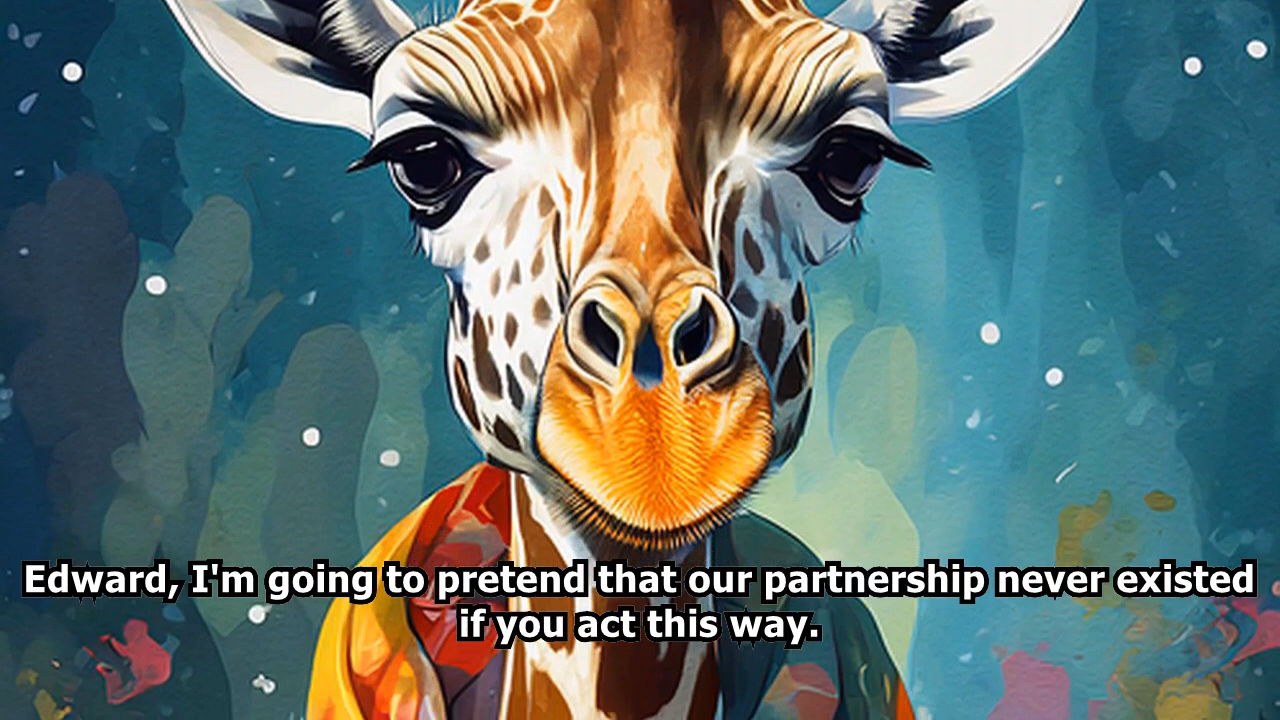 Edward, I'm going to pretend that our partnership never existed
if you act this way.